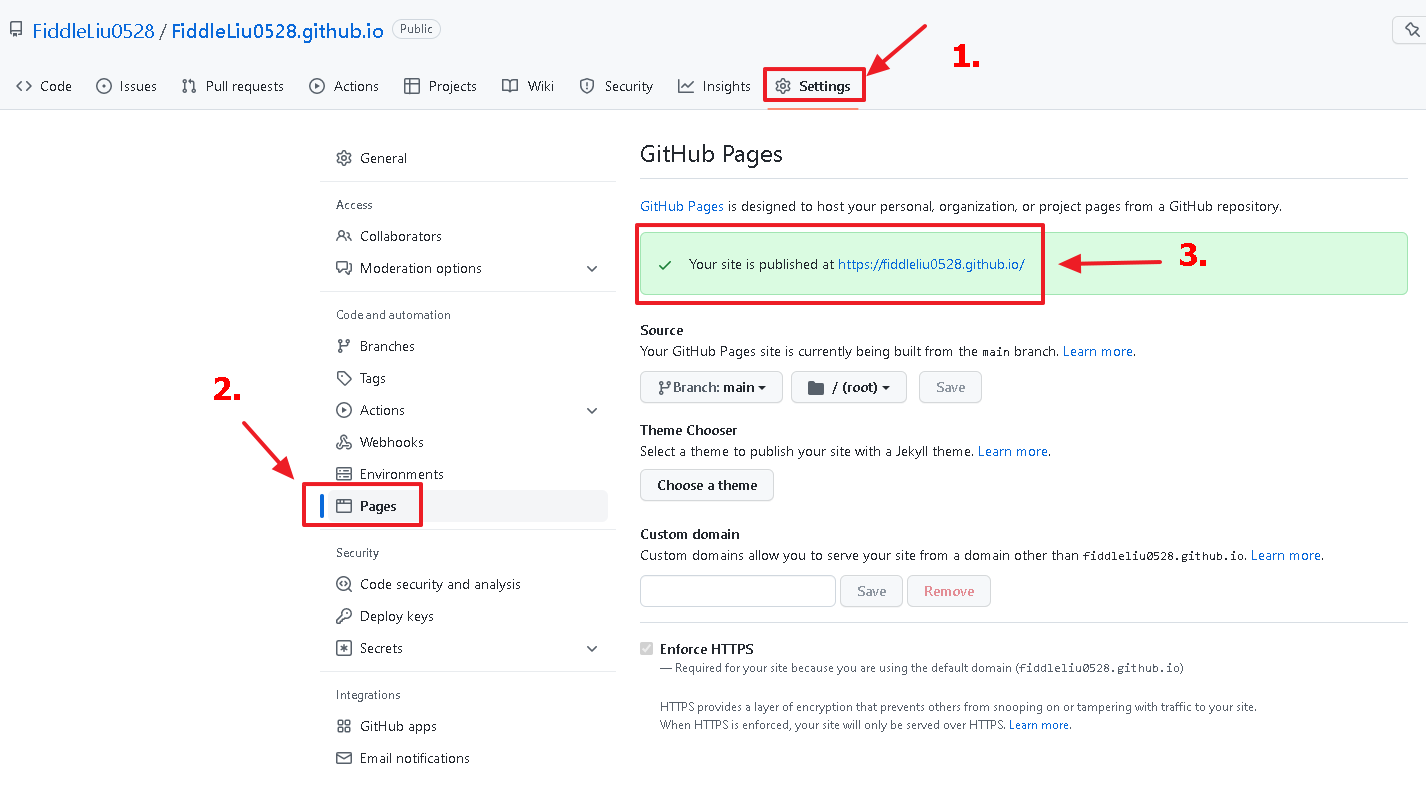 FiddleLiu0528 / FiddleLiu0528.github.io Public
1.
Code Issues Pull requests Actions Projects Wiki Security Insights Settings
General
Access
Collaborators
Moderation options
Code and automation
Branches
Tags
2.
Actions
Webhooks
Environments
Pages
Security
Code security and analysis
Deploy keys
Secrets
Integrations
GitHub apps
Email notifications
GitHub Pages
GitHub Pages is designed to host your personal, organization, or project pages from a GitHub repository.
Your site is published at https://fiddleliu0528.github.io/
3.
Source
Your GitHub Pages site is currently being built from the main branch. Learn more.
Branch: main / (root) Save
Theme Chooser
Select a theme to publish your site with a Jekyll theme. Learn more.
Choose a theme
Custom domain
Custom domains allow you to serve your site from a domain other than fiddleliu0528.github.io. Learn more.
Save Remove
Enforce HTTPS
— Required for your site because you are using the default domain (fiddleliu0528.github.io)
HTTPS provides a layer of encryption that prevents others from snooping on or tampering with traffic to your site.
When HTTPS is enforced, your site will only be served over HTTPS. Learn more.